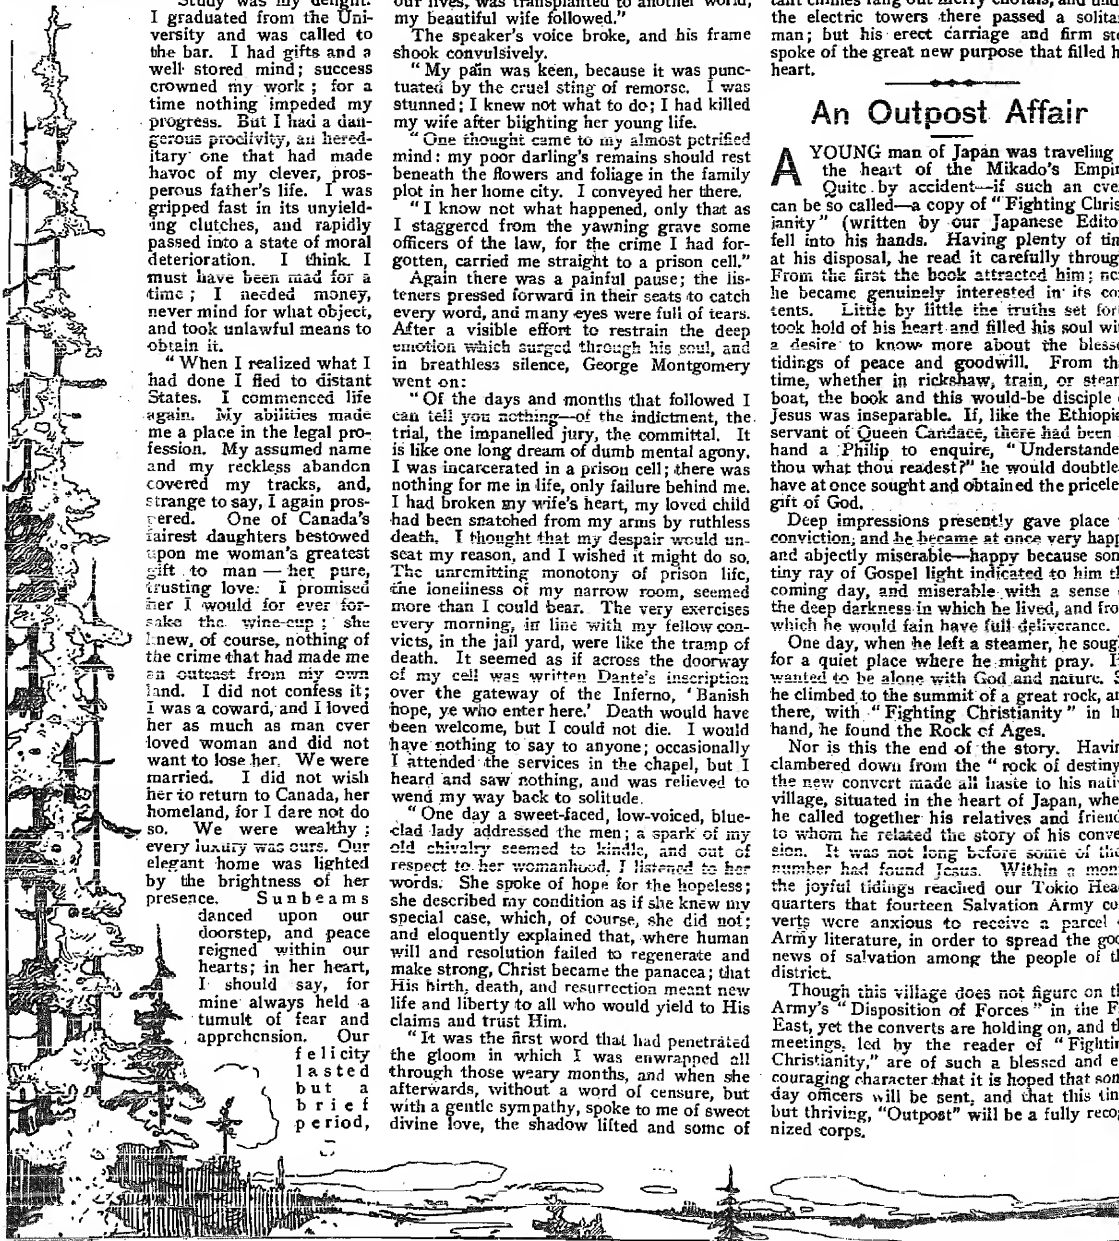 Study was my delight.
I graduated from the Uni-
versity and was called to
the bar. I had gifts and a
well stored mind; success
crowned my work; for a
time nothing impeded my
progress. But I had a dan-
gerous proclivity, an hered-
itary one that had made
havoc of my clever, pros-
perous father's life. I was
gripped fast in its unyield-
ing clutches, and rapidly
passed into a state of moral
deterioration. I think I
must have been mad for a
time; I needed money,
never mind for what object,
and took unlawful means to
obtain it.
"When I realized what I
had done I fled to distant
States. I commenced life
again. My abilities made
me a place in the legal pro-
fession. My assumed name
and my reckless abandon
covered my tracks, and,
strange to say, I again pros-
pered. One of Canada's
fairest daughters bestowed
upon me woman's greatest
gift to man — her pure,
trusting love. I promised
her I would for ever for-
sake the wine-cup; she
knew, of course, nothing of
the crime that had made me
an outcast from my own
land. I did not confess it;
I was a coward, and I loved
her as much as man ever
loved woman and did not
want to lose her. We were
married. I did not wish
her to return to Canada, her
homeland, for I dare not do
so. We were wealthy;
every luxury was ours. Our
elegant home was lighted
by the brightness of her
presence. Sunbeams
danced upon our
doorstep, and peace
reigned within our
hearts; in her heart,
I should say, for
mine always held a
tumult of fear and
apprehension. Our
felicity
lasted
but a
brief
period,
our lives, was transplanted to another world,
my beautiful wife followed."
The speaker's voice broke, and his frame
shook convulsively.
"My pain was keen, because it was punc-
tuated by the cruel sting of remorse. I was
stunned; I knew not what to do; I had killed
my wife after blighting her young life.
"One thought came to my almost petrified
mind: my poor darling's remains should rest
beneath the flowers and foliage in the family
plot in her home city. I conveyed her there.
"I know not what happened, only that as
I staggered from the yawning grave some
officers of the law, for the crime I had for-
gotten, carried me straight to a prison cell."
Again there was a painful pause; the lis-
teners pressed forward in their seats to catch
every word, and many eyes were full of tears.
After a visible effort to restrain the deep
emotion which surged through his soul, and
in breathless silence, George Montgomery
went on:
"Of the days and months that followed I
can tell you nothing—of the indictment, the
trial, the impanelled jury, the committal. It
is like one long dream of dumb mental agony.
I was incarcerated in a prison cell; there was
nothing for me in life, only failure behind me.
I had broken my wife's heart, my loved child
had been snatched from my arms by ruthless
death. I thought that my despair would un-
seat my reason, and I wished it might do so.
The unremitting monotony of prison life,
the loneliness of my narrow room, seemed
more than I could bear. The very exercises
every morning, in line with my fellow con-
victs, in the jail yard, were like the tramp of
death. It seemed as if across the doorway
of my cell was written Dante's inscription
over the gateway of the Inferno, 'Banish
hope, ye who enter here.' Death would have
been welcome, but I could not die. I would
have nothing to say to anyone; occasionally
I attended the services in the chapel, but I
heard and saw nothing, and was relieved to
wend my way back to solitude.
"One day a sweet-faced, low-voiced, blue-
clad lady addressed the men; a spark of my
old chivalry seemed to kindle, and out of
respect to her womanhood, I listened to her
words. She spoke of hope for the hopeless;
she described my condition as if she knew my
special case, which, of course, she did not;
and eloquently explained that, where human
will and resolution failed to regenerate and
make strong, Christ became the panacea; that
His birth, death, and resurrection meant new
life and liberty to all who would yield to His
claims and trust Him.
"It was the first word that had penetrated
the gloom in which I was enwrapped all
through those weary months, and when she
afterwards, without a word of censure, but
with a gentle sympathy, spoke to me of sweet
divine love, the shadow lifted and some of
tant chimes rang out merry chorals, and und
the electric towers there passed a solita
man; but his erect carriage and firm ste
spoke of the great new purpose that filled h
heart.
An Outpost Affair
A YOUNG man of Japan was traveling
the heart of the Mikado's Empir
Quite by accident—if such an eve
can be so called—a copy of "Fighting Chris
ianity" (written by our Japanese Edito
fell into his hands. Having plenty of tim
at his disposal, he read it carefully throug
From the first the book attracted him; nex
he became genuinely interested in its co
tents. Little by little the truths set for
took hold of his heart and filled his soul wi
a desire to know more about the blesse
tidings of peace and goodwill. From th
time, whether in rickshaw, train, or stear
boat, the book and this would-be disciple
Jesus was inseparable. If, like the Ethiopie
servant of Queen Candace, there had been
hand a Philip to enquire, "Understande
thou what thou readest?" he would doubtle
have at once sought and obtained the pricele
gift of God.
Deep impressions presently gave place
conviction, and he became at once very happ
and abjectly miserable—happy because som
tiny ray of Gospel light indicated to him th
coming day, and miserable with a sense
the deep darkness in which he lived, and fro
which he would fain have full deliverance.
One day, when he left a steamer, he soug
for a quiet place where he might pray. H
wanted to be alone with God and nature. S
he climbed to the summit of a great rock, an
there, with "Fighting Christianity" in h
hand, he found the Rock of Ages.
Nor is this the end of the story. Havin
clambered down from the "rock of destiny
the new convert made all haste to his nati
village, situated in the heart of Japan, whe
he called together his relatives and friend
to whom he related the story of his conve
sion. It was not long before some of the
number had found Jesus. Within a mon
the joyful tidings reached our Tokio Hea
quarters that fourteen Salvation Army co
verts were anxious to receive a parcel
Army literature, in order to spread the goo
news of salvation among the people of th
district.
Though this village does not figure on th
Army's "Disposition of Forces" in the F
East, yet the converts are holding on, and th
meetings, led by the reader of "Fightin
Christianity," are of such a blessed and e
couraging character that it is hoped that som
day officers will be sent, and that this tin
but thriving, "Outpost" will be a fully reco
nized corps.